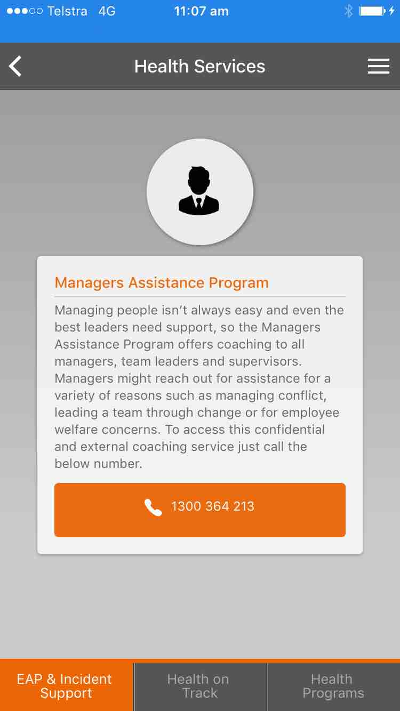 Telstra 4G 11:07 am
Health Services
Managers Assistance Program
Managing people isn't always easy and even the
best leaders need support, so the Managers
Assistance Program offers coaching to all
managers, team leaders and supervisors.
Managers might reach out for assistance for a
variety of reasons such as managing conflict,
leading a team through change or for employee
welfare concerns. To access this confidential
and external coaching service just call the
below number.
1300 364 213
EAP & Incident
Support
Health on
Track
Health
Programs